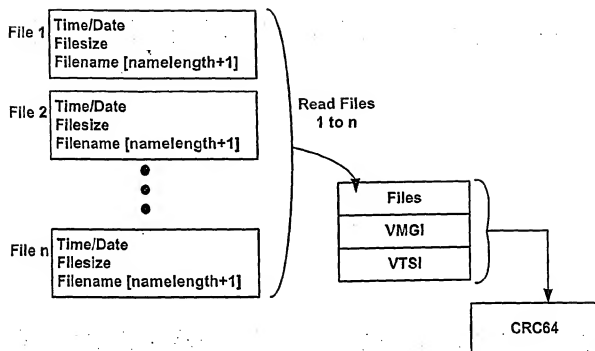 File 1
Time/Date
Filesize
Filename [namelength+1]
File 2
Time/Date
Filesize
Filename [namelength+1]
File n
Time/Date
Filesize
Filename [namelength+1]
Read Files
1 to n
Files
VMGI
VTSI
CRC64